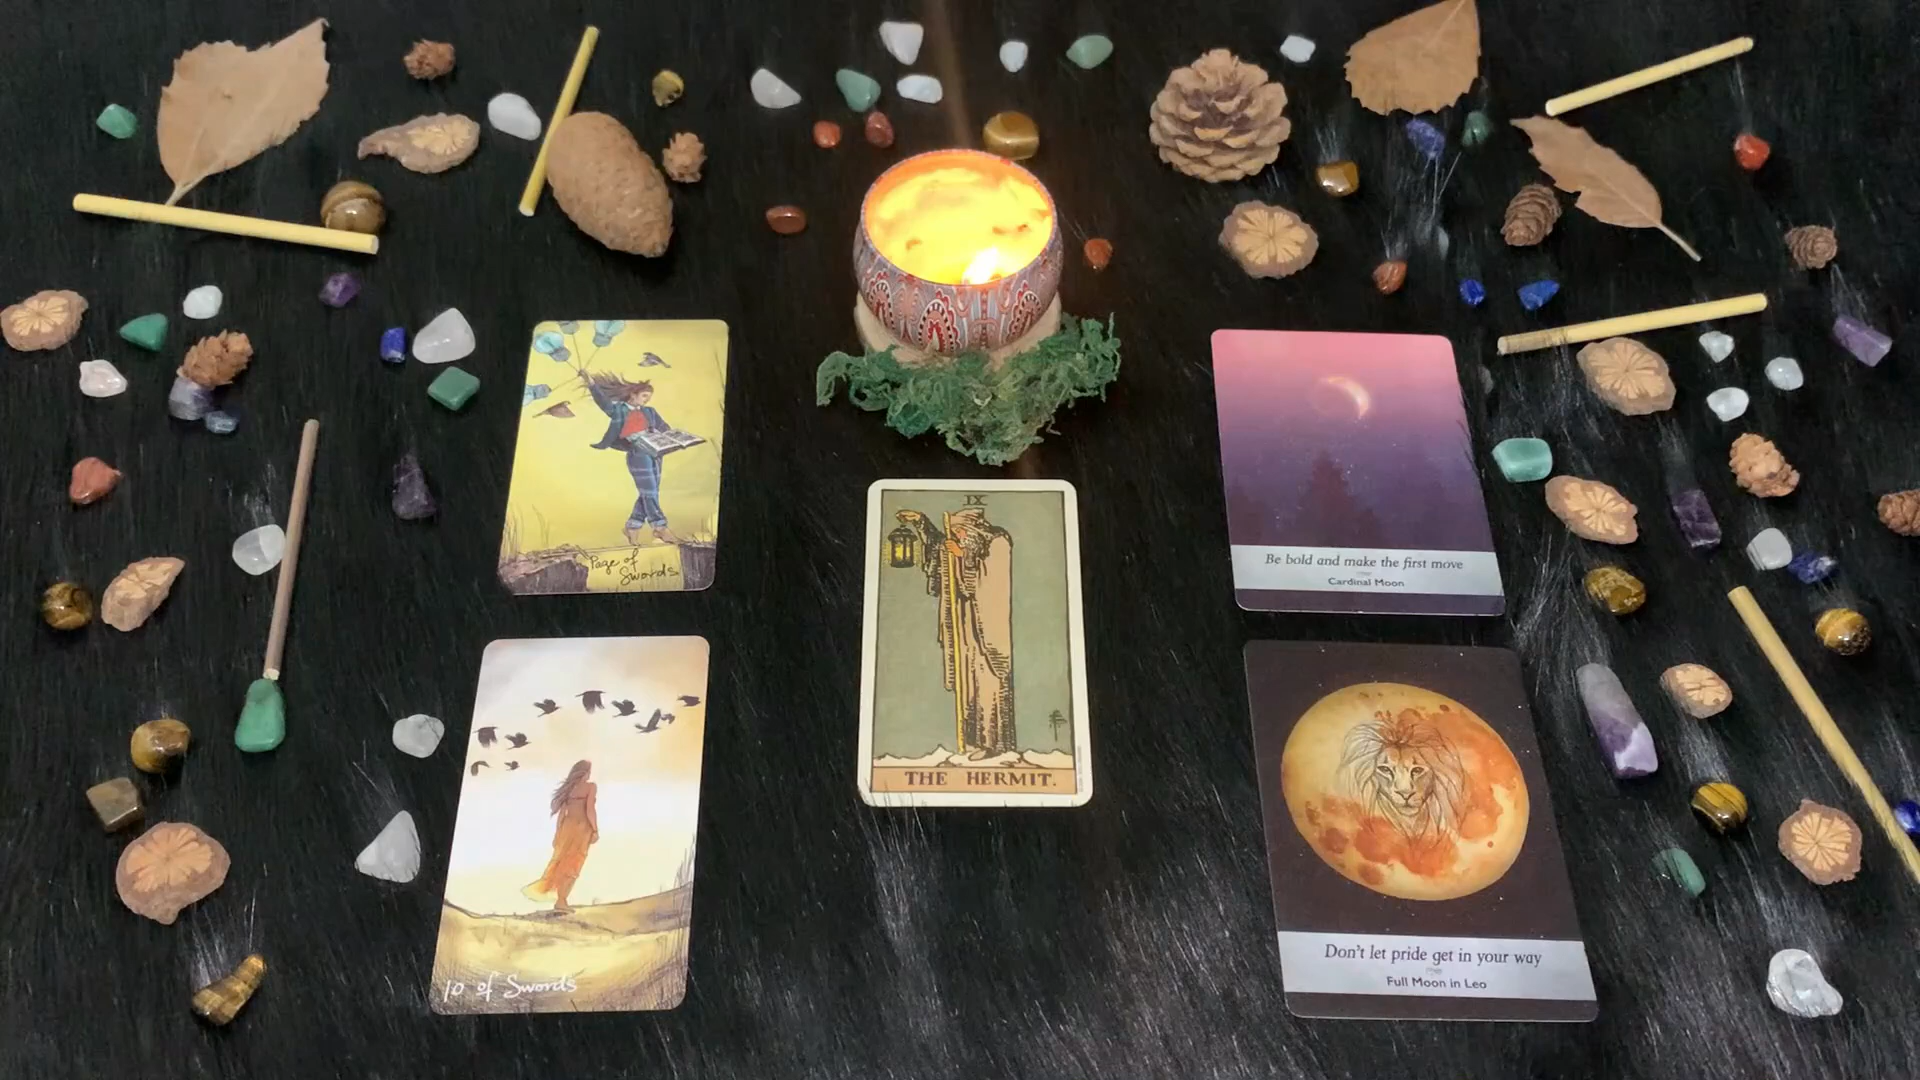 Page of
Swords
10 of Swords
IX
THE HERMIT.
Be bold and make the first move
Cardinal Moon
Don't let pride get in your way
Full Moon in Leo